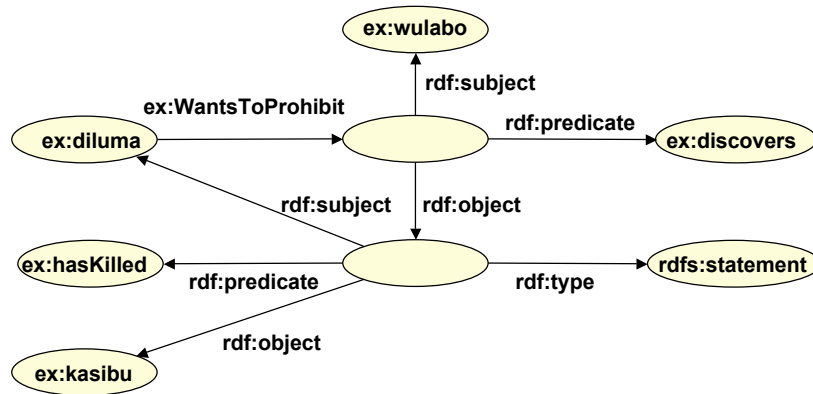 ex:wulabo
rdf:subject
ex:WantsToProhibit
rdf:predicate
ex:diluma
ex:discovers
rdf:subject
rdf:object
ex:hasKilled
rdfs:statement
rdf:predicate
rdf:type
rdf:object
ex:kasibu